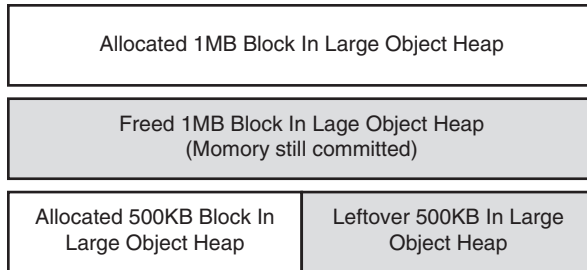 Allocated 1MB Block In Large Object Heap
Freed 1MB Block In Lage Object Heap
(Momory still committed)
Allocated 500KB Block In
Large Object Heap
Leftover 500KB In Large
Object Heap